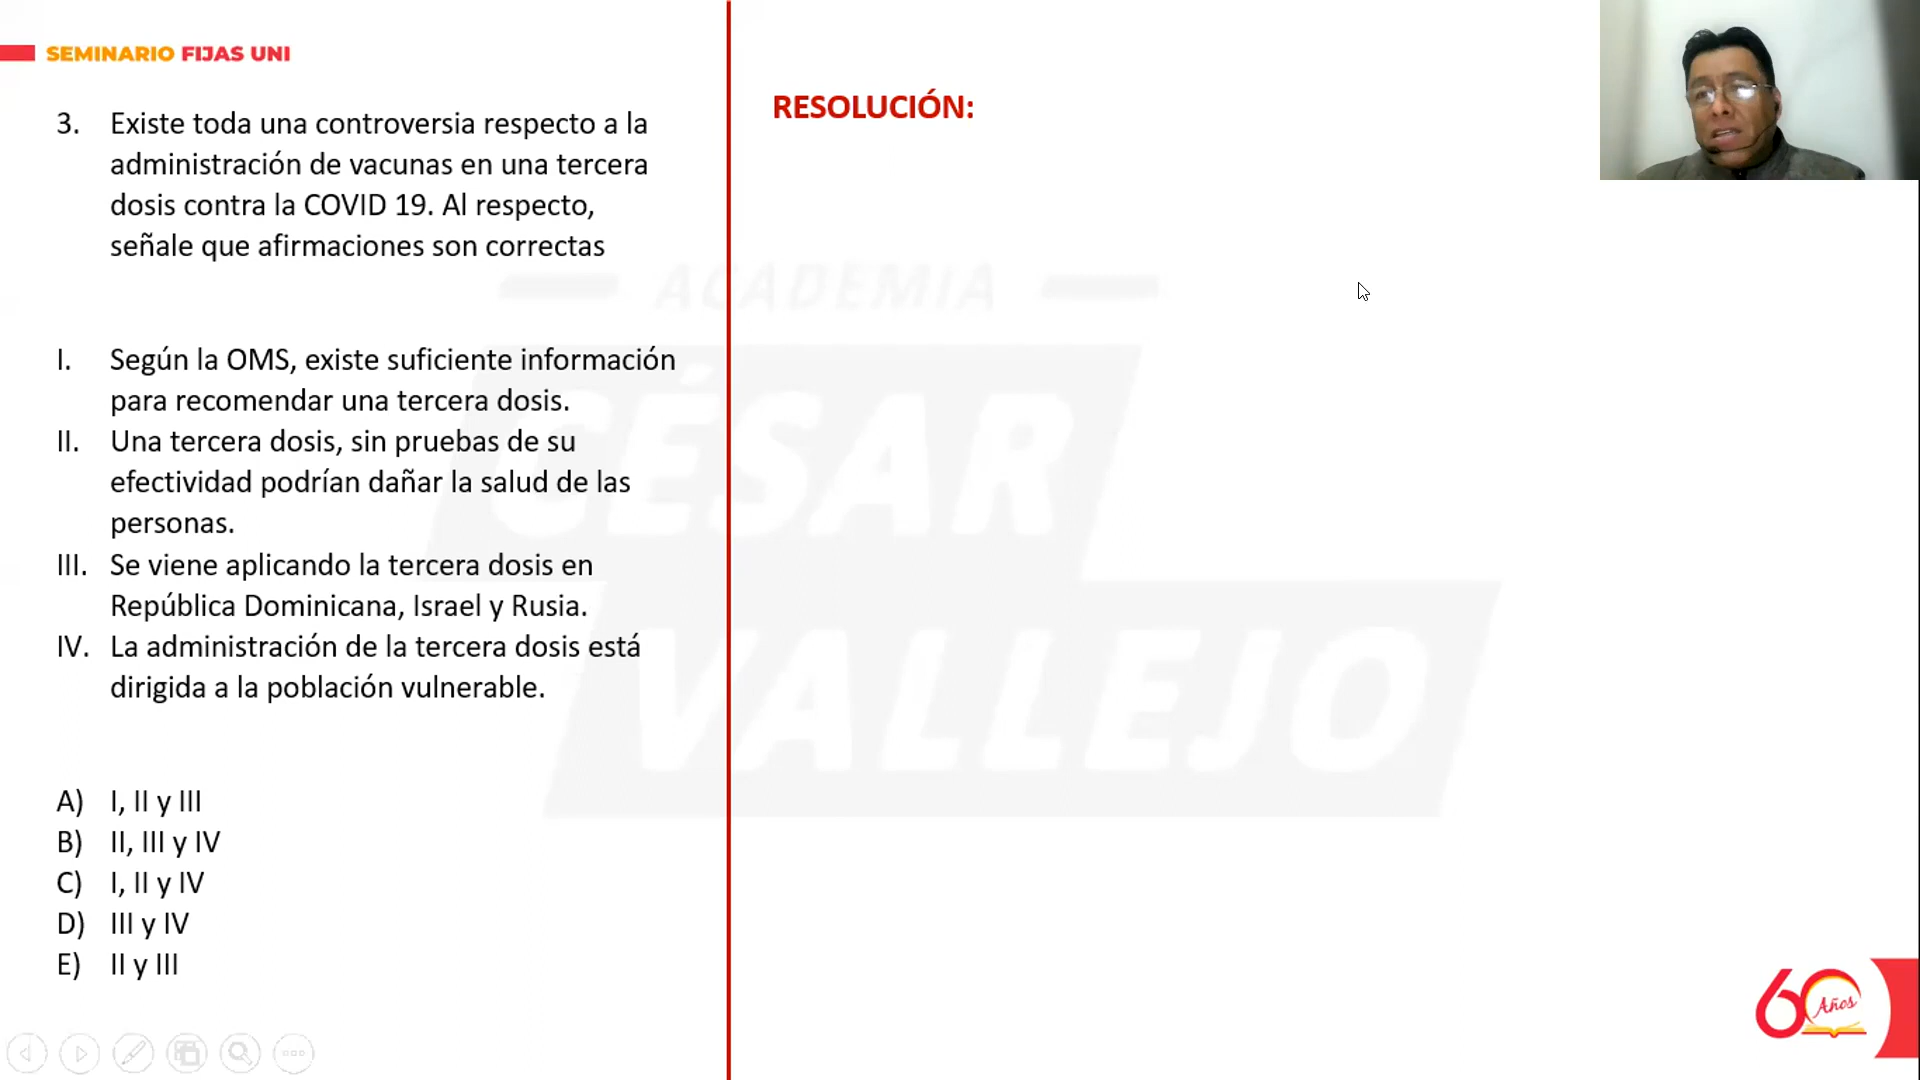 SEMINARIO FIJAS UNI
3. Existe toda una controversia respecto a la
administración de vacunas en una tercera
dosis contra la COVID 19. Al respecto,
señale que afirmaciones son correctas
I. Según la OMS, existe suficiente información
para recomendar una tercera dosis.
II. Una tercera dosis, sin pruebas de su
efectividad podrían dañar la salud de las
personas.
III. Se viene aplicando la tercera dosis en
República Dominicana, Israel y Rusia.
IV. La administración de la tercera dosis está
dirigida a la población vulnerable.
A) I, II y III
B) II, III y IV
C) I, II y IV
D) III y IV
E) II y III
RESOLUCIÓN:
ACADEMIA
CÉSAR
VALLEJO
60 Años